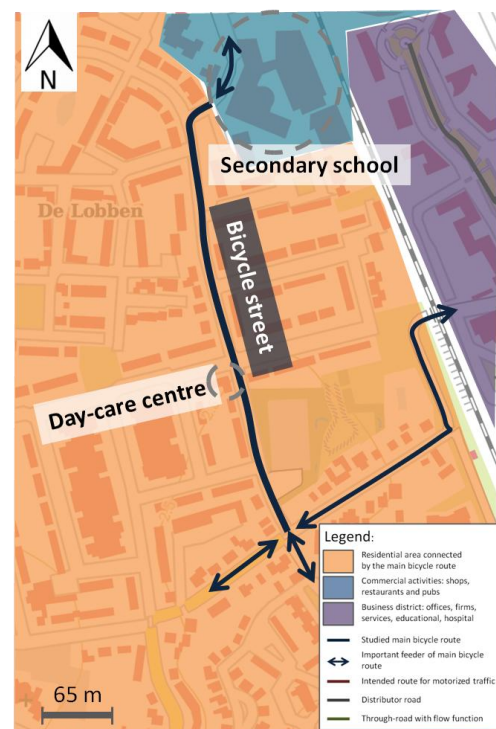 N
Secondary school
De Lobben
Bicycle street
Day-care centre
65 m
Legend:
Residential area connected
by the main bicycle route
Commercial activities: shops,
restaurants and pubs
Business district: offices, firms,
services, educational, hospital
Studied main bicycle route
Important feeder of main bicycle
route
Intended route for motorized traffic
Distributor road
Through-road with flow function